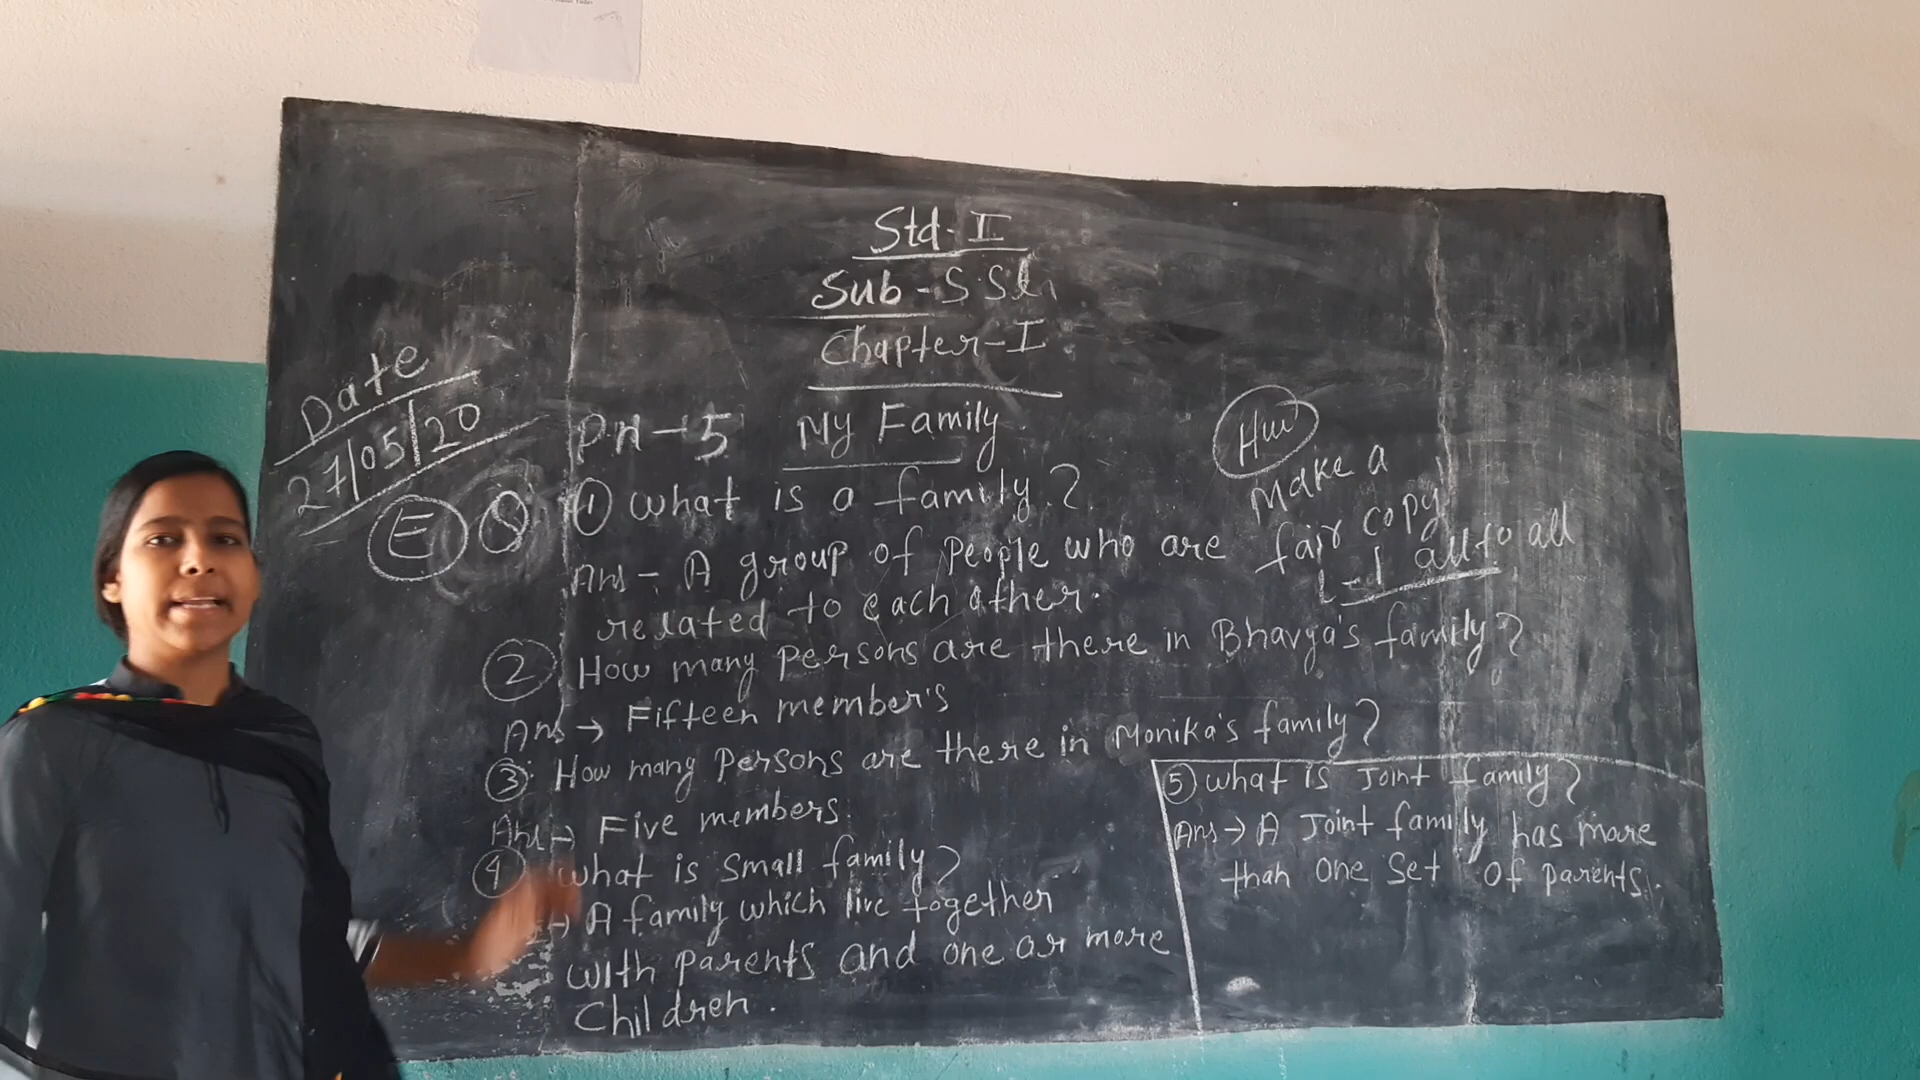 Std- I
Sub - S.St
Chapter-I
Date
27/05/20
Pn-5 My Family
E Q ① What is a family?
Ans - A group of People who are
related to each other.
② How many persons are there in Bhavya's family?
Ans → Fifteen member's
③ How many Persons are there in Monika's family?
Ans → Five members
④ What is Small family?
→ A family which live together
with parents and one or more
Children.
H.W
Make a
fair copy
L-1 all to all
⑤ What is Joint family?
Ans → A Joint family has more
than One Set Of parents.